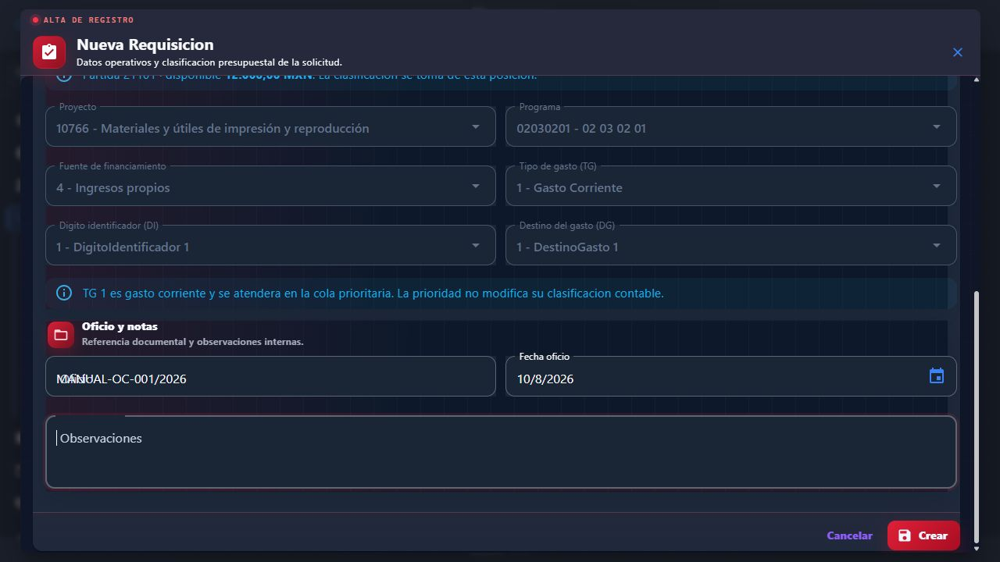 ALTA DE REGISTRO
Nueva Requisicion
Datos operativos y clasificacion presupuestal de la solicitud.
Partida 21101 · disponible 12.000,00 MXN. La clasificacion se toma de esta posicion.
Proyecto
10766 - Materiales y útiles de impresión y reproducción
Programa
02030201 - 02 03 02 01
Fuente de financiamiento
4 - Ingresos propios
Tipo de gasto (TG)
1 - Gasto Corriente
Digito identificador (DI)
1 - DigitoIdentificador 1
Destino del gasto (DG)
1 - DestinoGasto 1
TG 1 es gasto corriente y se atendera en la cola prioritaria. La prioridad no modifica su clasificacion contable.
Oficio y notas
Referencia documental y observaciones internas.
MANUAL-OC-001/2026
Fecha oficio
10/8/2026
Observaciones
Cancelar
Crear